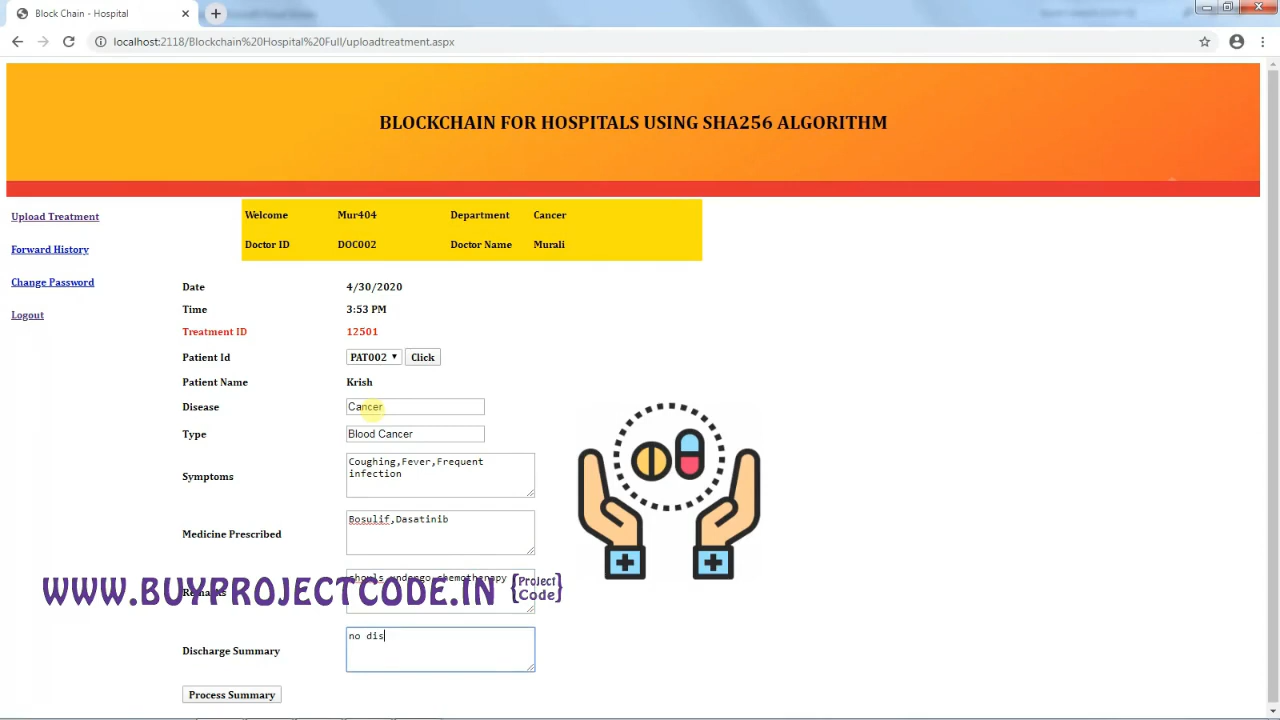 Block Chain - Hospital
localhost:2118/Blockchain%20Hospital%20Full/uploadtreatment.aspx
BLOCKCHAIN FOR HOSPITALS USING SHA256 ALGORITHM
Upload Treatment
Forward History
Change Password
Logout
Welcome Mur404 Department Cancer
Doctor ID DOC002 Doctor Name Murali
Date 4/30/2020
Time 3:53 PM
Treatment ID 12501
Patient Id PAT002 Click
Patient Name Krish
Disease Cancer
Type Blood Cancer
Symptoms Coughing,Fever,Frequent
infection
Medicine Prescribed Bosulif,Dasatinib
Remarks shouls undergo chemotherapy
WWW.BUYPROJECTCODE.IN {Project
Code}
Discharge Summary no dis
Process Summary